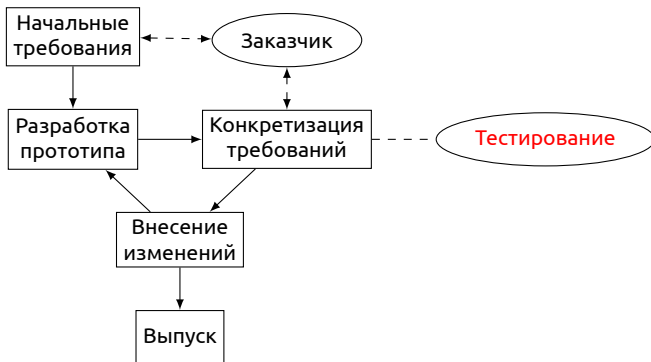 Начальные
требования
Заказчик
Разработка
прототипа
Конкретизация
требований
Тестирование
Внесение
изменений
Выпуск